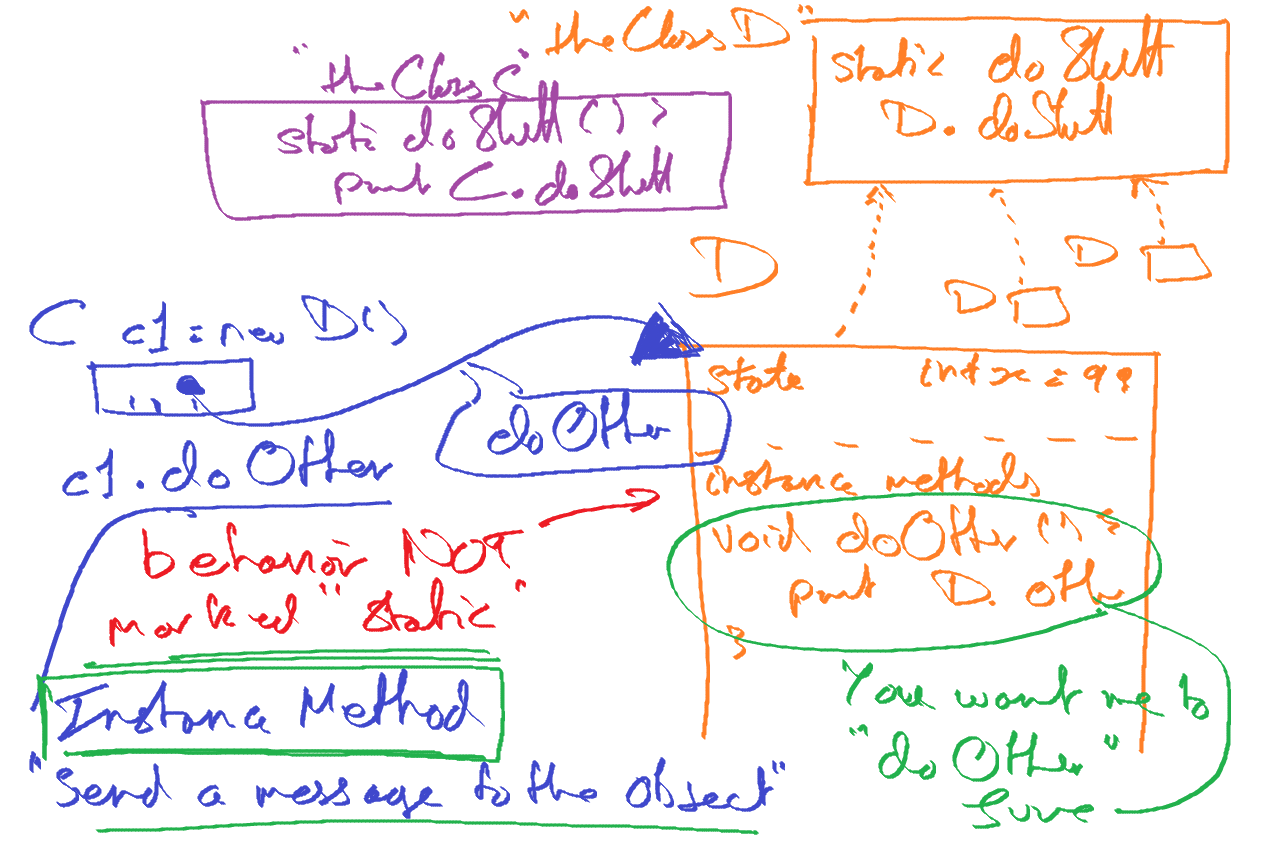 "the Class D"
static doStuff
D.doStuff
"the Class C"
static doStuff() }
print C.doStuff
D
D
D
C c1 = new D()
state int x = 99
doOther
c1.doOther
instance methods
behavior NOT
marked "static"
void doOther() {
print D. other
}
Instance Method
You want me to
"do Other"
Sure
"Send a message to the object"